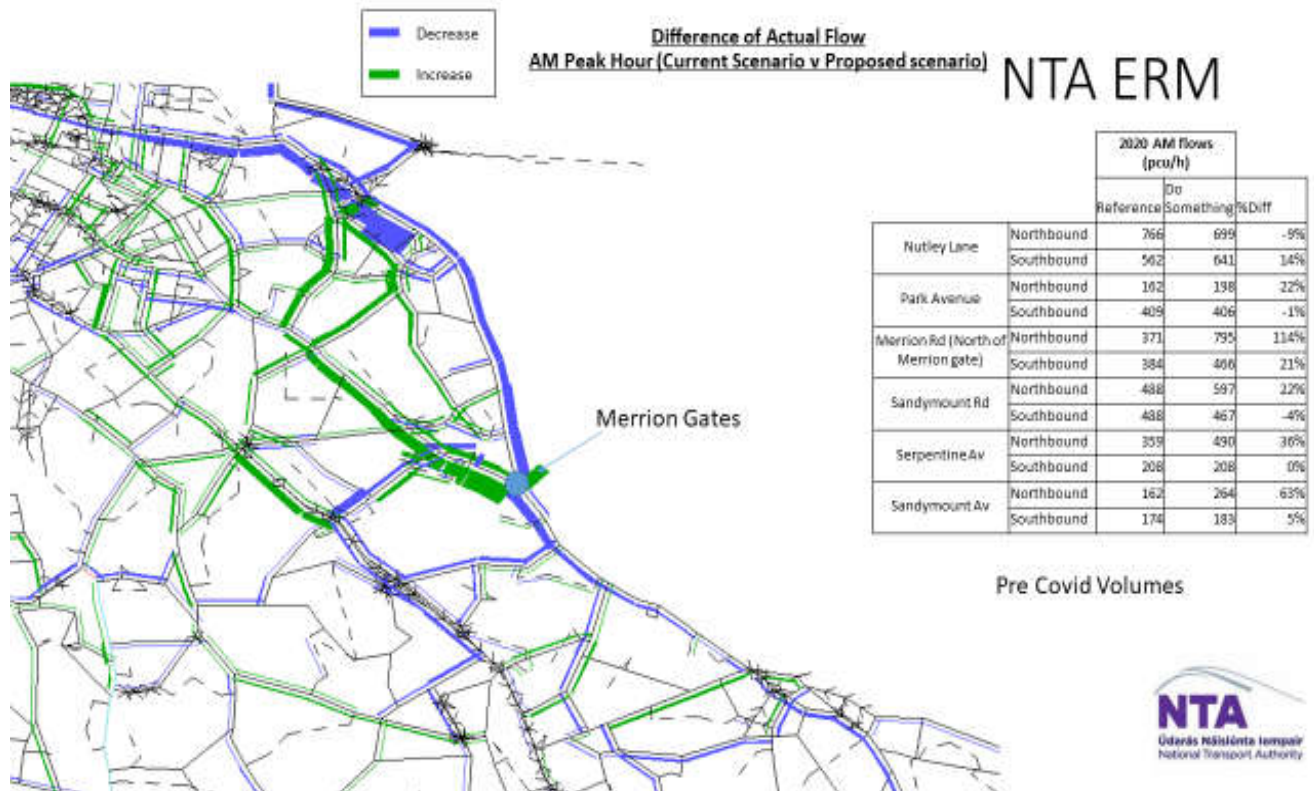 Decrease
Increase
Difference of Actual Flow
AM Peak Hour (Current Scenario v Proposed scenario)
NTA ERM
2020 AM flows
(pcu/h)
Reference Do Something %Diff
Nutley Lane Northbound 766 699 -9%
Southbound 562 641 14%
Park Avenue Northbound 162 198 22%
Southbound 409 406 -1%
Merrion Rd (North of Merrion gate) Northbound 371 795 114%
Southbound 384 466 21%
Sandymount Rd Northbound 488 597 22%
Southbound 488 467 -4%
Serpentine Av Northbound 359 490 36%
Southbound 208 208 0%
Sandymount Av Northbound 162 264 63%
Southbound 174 183 5%
Merrion Gates
Pre Covid Volumes
NTA
Údarás Náisiúnta Iompair
National Transport Authority